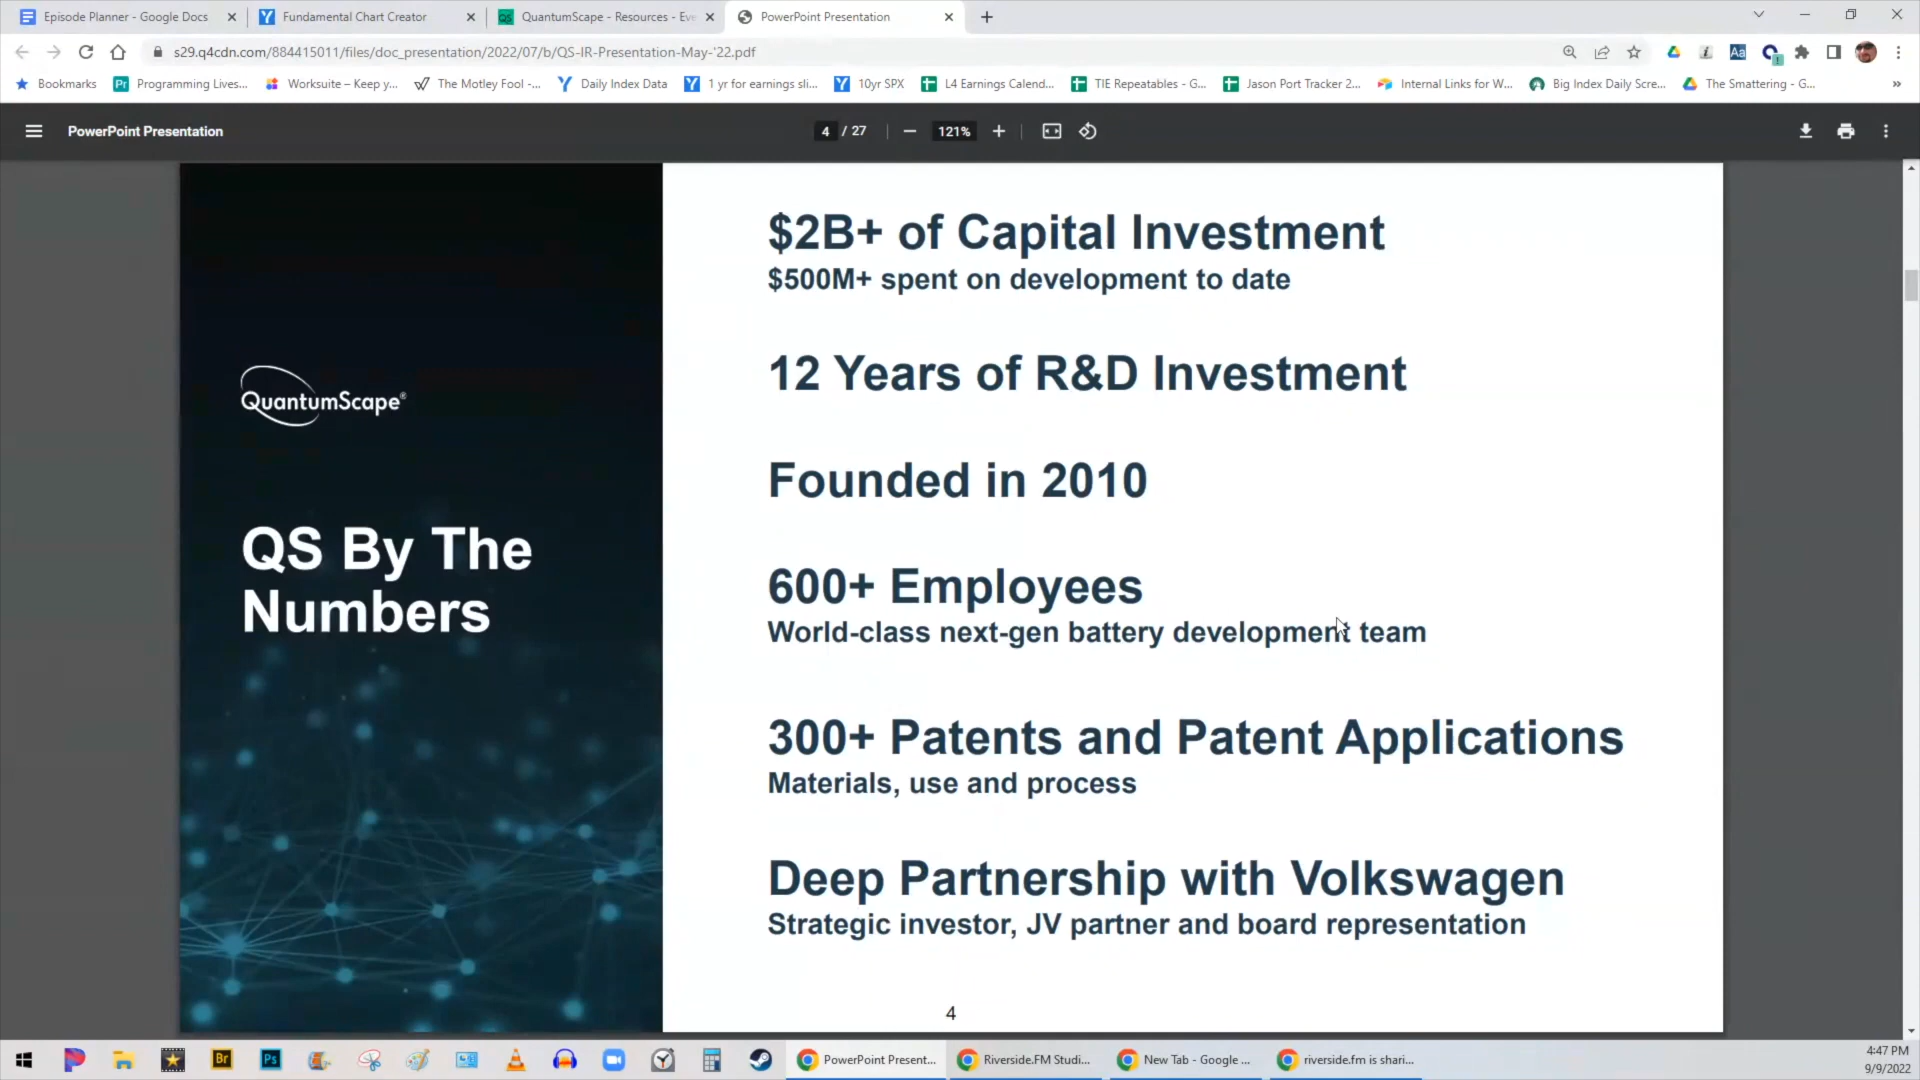 Episode Planner - Google Docs
Fundamental Chart Creator
QuantumScape - Resources - Eve
PowerPoint Presentation
s29.q4cdn.com/884415011/files/doc_presentation/2022/07/b/QS-IR-Presentation-May-'22.pdf
Bookmarks
Programming Lives...
Worksuite – Keep y...
The Motley Fool -...
Daily Index Data
1 yr for earnings sli...
10yr SPX
L4 Earnings Calend...
TIE Repeatables - G...
Jason Port Tracker 2...
Internal Links for W...
Big Index Daily Scre...
The Smattering - G...
PowerPoint Presentation
4 / 27
121%
QuantumScape®
QS By The
Numbers
$2B+ of Capital Investment
$500M+ spent on development to date
12 Years of R&D Investment
Founded in 2010
600+ Employees
World-class next-gen battery development team
300+ Patents and Patent Applications
Materials, use and process
Deep Partnership with Volkswagen
Strategic investor, JV partner and board representation
4
Br
Ps
PowerPoint Present...
Riverside.FM Studi...
New Tab - Google ...
riverside.fm is shari...
4:47 PM
9/9/2022